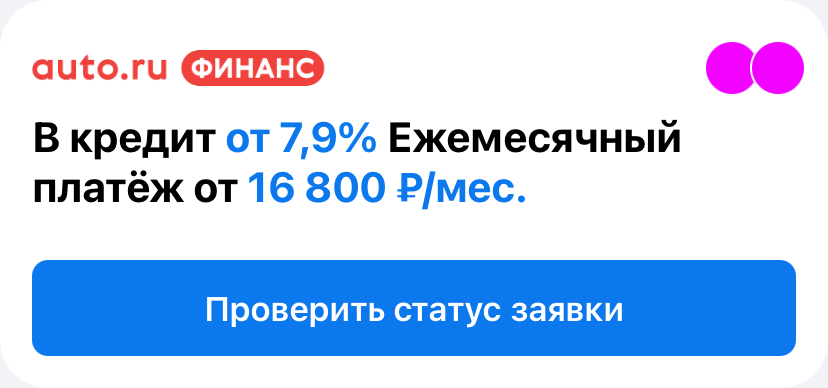 auto.ru ФИНАНС
В кредит от 7,9% Ежемесячный
платёж от 16 800 ₽/мес.
Проверить статус заявки